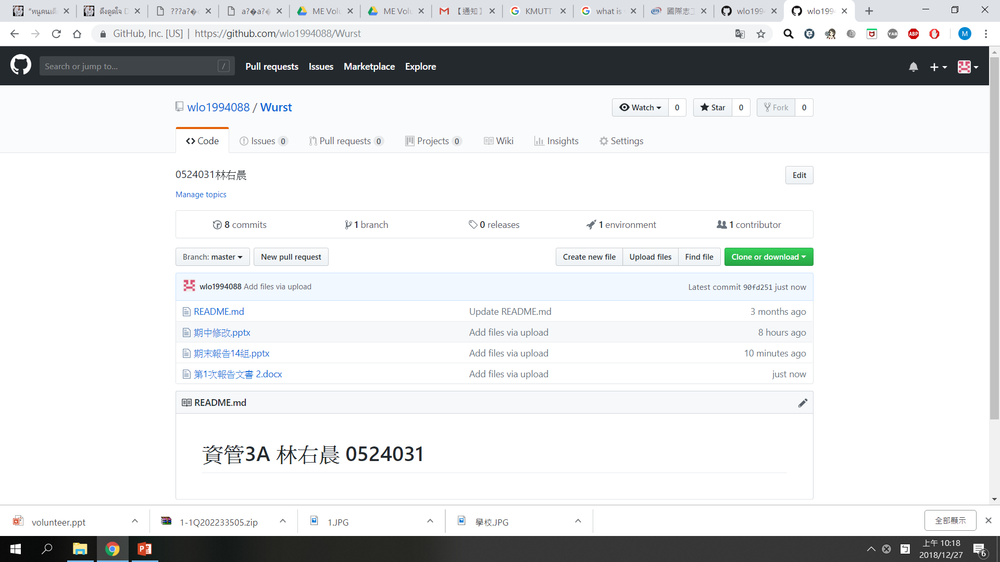 "หนูคนเดี
ดึงดูดใจ D
???a?�c
a?�a?�
ME Volu
ME Volu
【通知】
KMUTT
what is
國際志工
wlo1994
wlo1994
GitHub, Inc. [US] | https://github.com/wlo1994088/Wurst
YAB
ABP
M
Search or jump to...
/
Pull requests
Issues
Marketplace
Explore
wlo1994088 / Wurst
Watch 0
Star 0
Fork 0
Code
Issues 0
Pull requests 0
Projects 0
Wiki
Insights
Settings
0524031林右晨
Edit
Manage topics
8 commits
1 branch
0 releases
1 environment
1 contributor
Branch: master
New pull request
Create new file
Upload files
Find file
Clone or download
wlo1994088 Add files via upload
Latest commit 90fd251 just now
README.md Update README.md 3 months ago
期中修改.pptx Add files via upload 8 hours ago
期末報告14組.pptx Add files via upload 10 minutes ago
第1次報告文書 2.docx Add files via upload just now
README.md
資管3A 林右晨 0524031
volunteer.ppt
1-1Q202233505.zip
1.JPG
學校.JPG
全部顯示
ㄅ
上午 10:18
2018/12/27
6